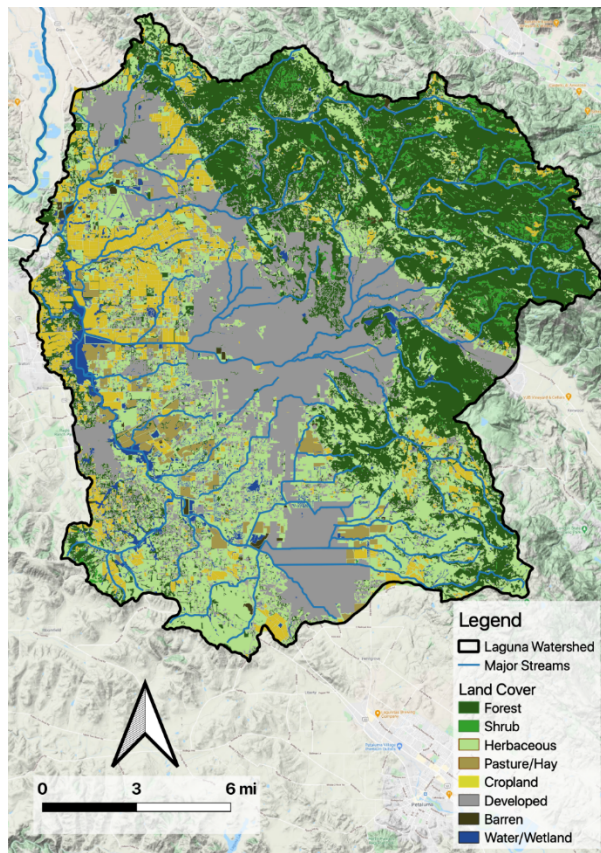 Legend
Laguna Watershed
Major Streams
Land Cover
Forest
Shrub
Herbaceous
Pasture/Hay
Cropland
Developed
Barren
Water/Wetland
0 3 6 mi
Petaluma